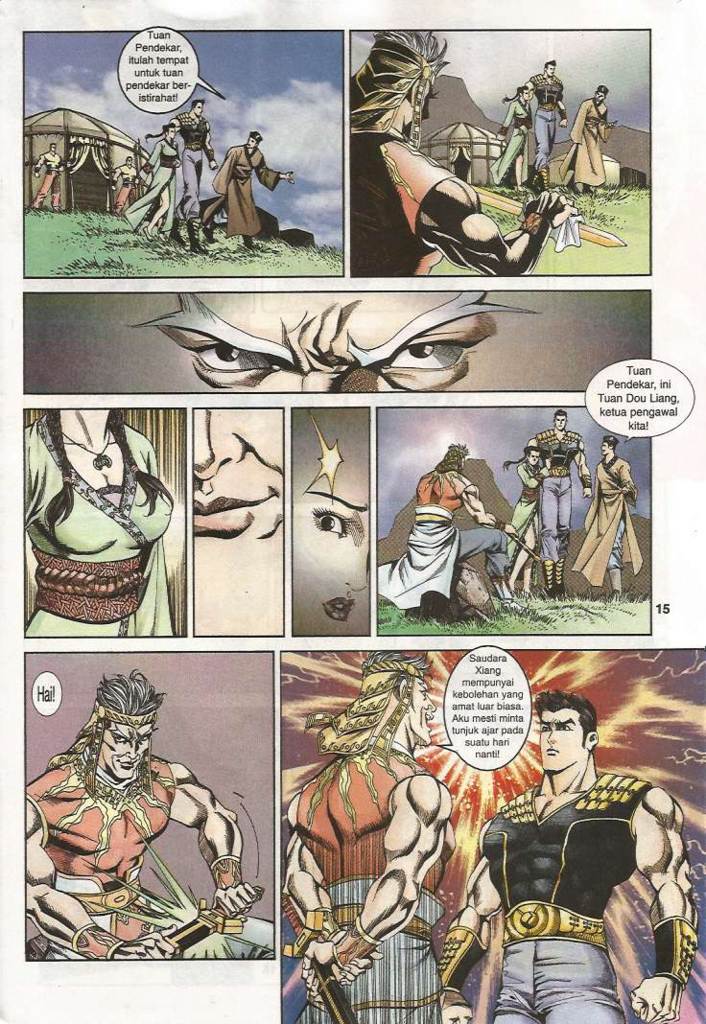 Tuan
Pendekar,
itulah tempat
untuk tuan
pendekar ber-
istirahat!
Tuan
Pendekar, ini
Tuan Dou Liang,
ketua pengawal
kita!
15
Hai!
Saudara
Xiang
mempunyai
kebolehan yang
amat luar biasa.
Aku mesti minta
tunjuk ajar pada
suatu hari
nanti!